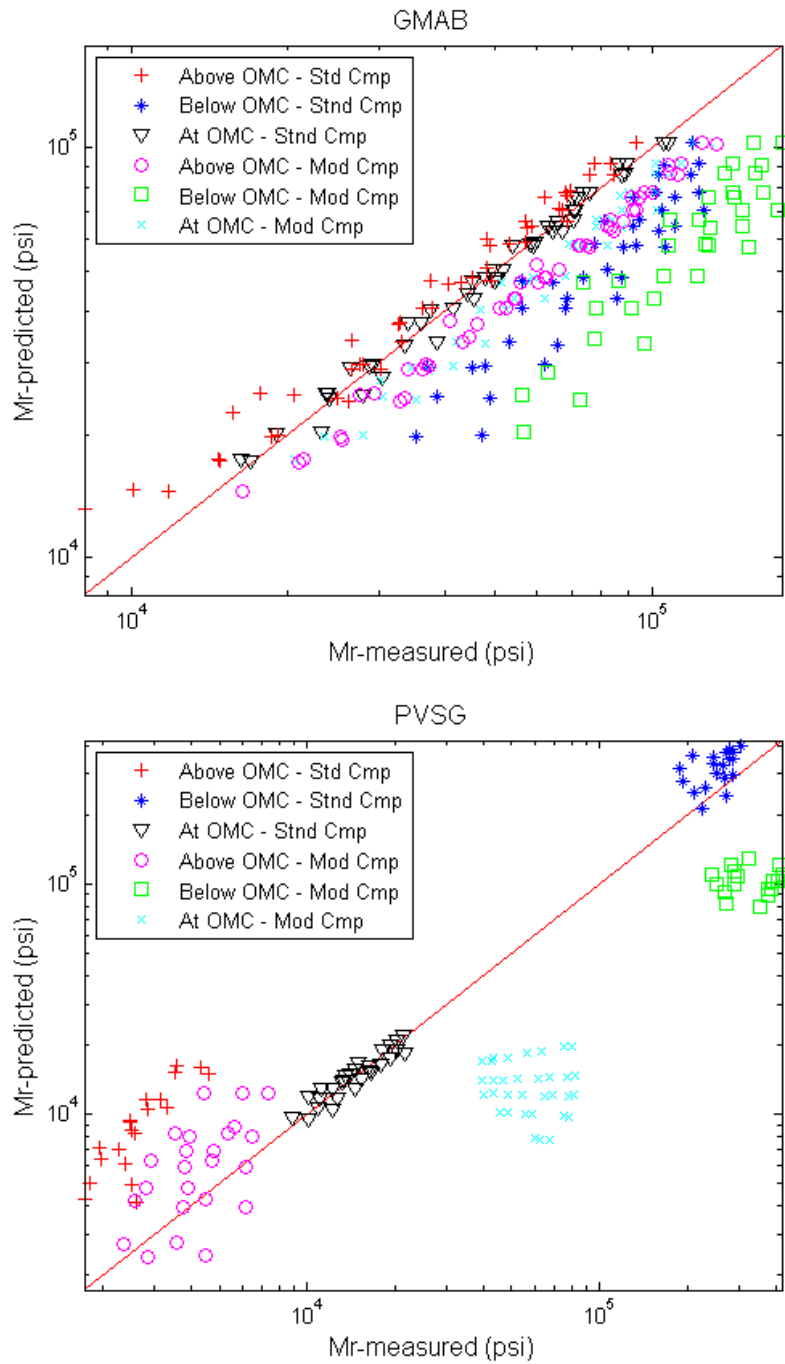 GMAB
Above OMC - Std Cmp
Below OMC - Stnd Cmp
At OMC - Stnd Cmp
Above OMC - Mod Cmp
Below OMC - Mod Cmp
At OMC - Mod Cmp
10^5
10^4
Mr-predicted (psi)
10^4
10^5
Mr-measured (psi)
PVSG
Above OMC - Std Cmp
Below OMC - Stnd Cmp
At OMC - Stnd Cmp
Above OMC - Mod Cmp
Below OMC - Mod Cmp
At OMC - Mod Cmp
10^5
10^4
Mr-predicted (psi)
10^4
10^5
Mr-measured (psi)